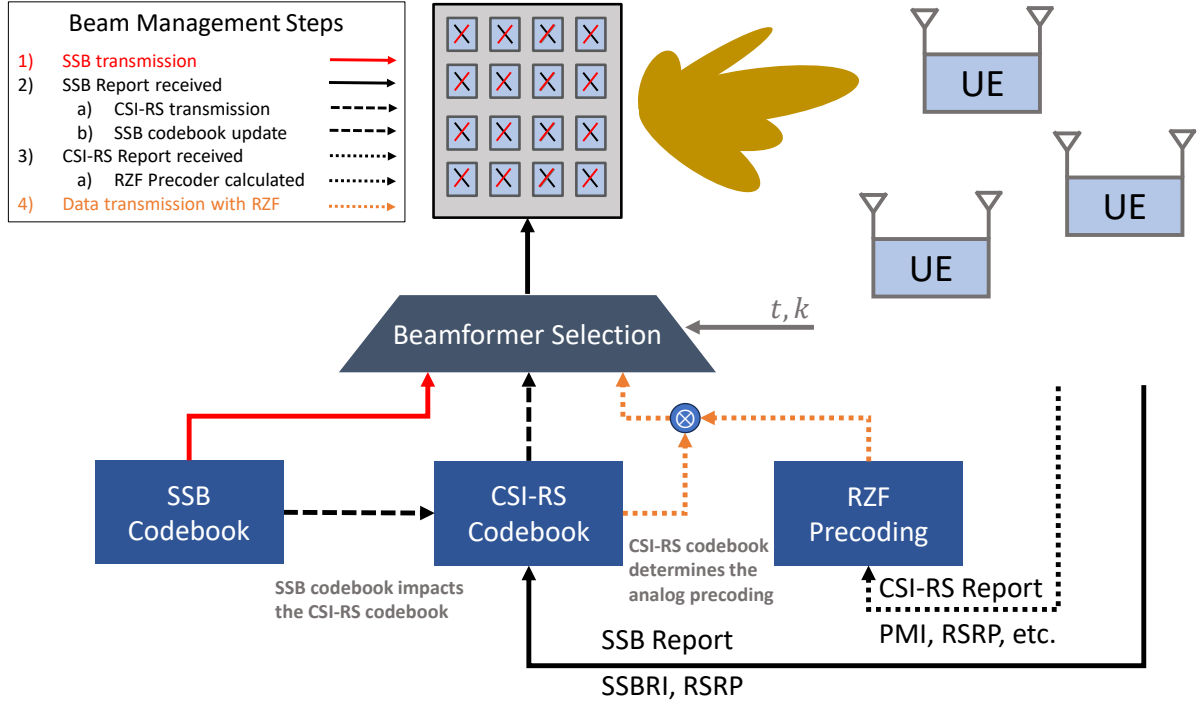 Beam Management Steps
1) SSB transmission
2) SSB Report received
a) CSI-RS transmission
b) SSB codebook update
3) CSI-RS Report received
a) RZF Precoder calculated
4) Data transmission with RZF
UE
UE
UE
t, k
Beamformer Selection
SSB
Codebook
CSI-RS
Codebook
RZF
Precoding
SSB codebook impacts
the CSI-RS codebook
CSI-RS codebook
determines the
analog precoding
CSI-RS Report
PMI, RSRP, etc.
SSB Report
SSBRI, RSRP